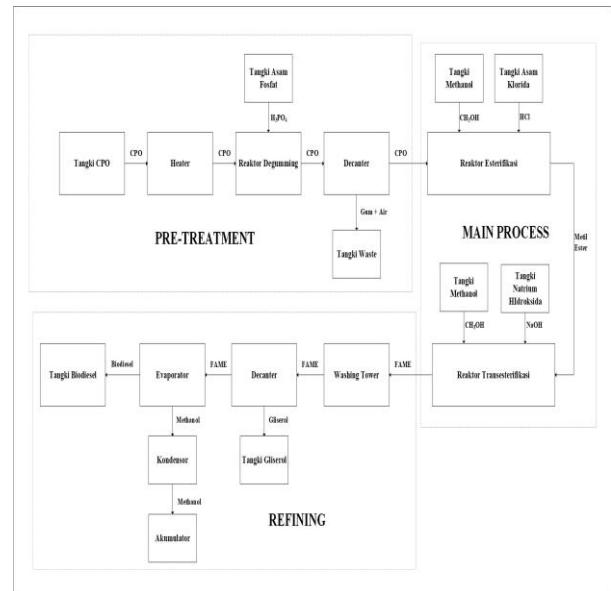 Tangki Asam
Fosfat
H₃PO₄
Tangki CPO
CPO
Heater
CPO
Reaktor Degumming
CPO
Decanter
CPO
Gum + Air
Tangki Waste
PRE-TREATMENT
Tangki
Methanol
CH₃OH
Tangki Asam
Klorida
HCl
Reaktor Esterifikasi
MAIN PROCESS
Metil
Ester
Tangki
Methanol
CH₃OH
Tangki
Natrium
HIdroksida
NaOH
Reaktor Transesterifikasi
FAME
Washing Tower
FAME
Decanter
FAME
Evaporator
Biodiesel
Tangki Biodiesel
Gliserol
Tangki Gliserol
Methanol
Kondensor
Methanol
Akumulator
REFINING